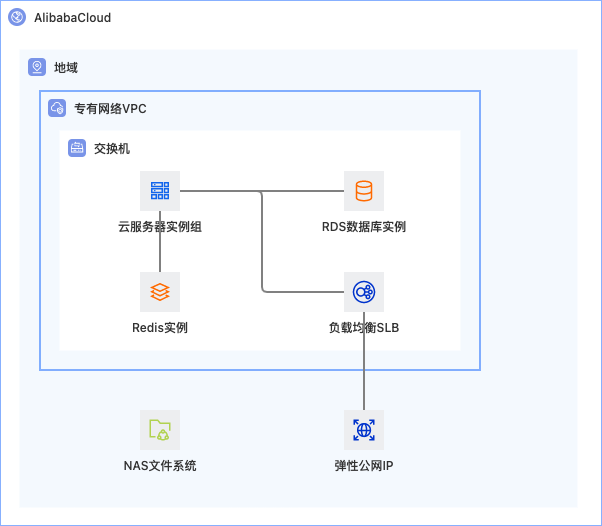 AlibabaCloud
地域
专有网络VPC
交换机
云服务器实例组
RDS数据库实例
Redis实例
负载均衡SLB
NAS文件系统
弹性公网IP